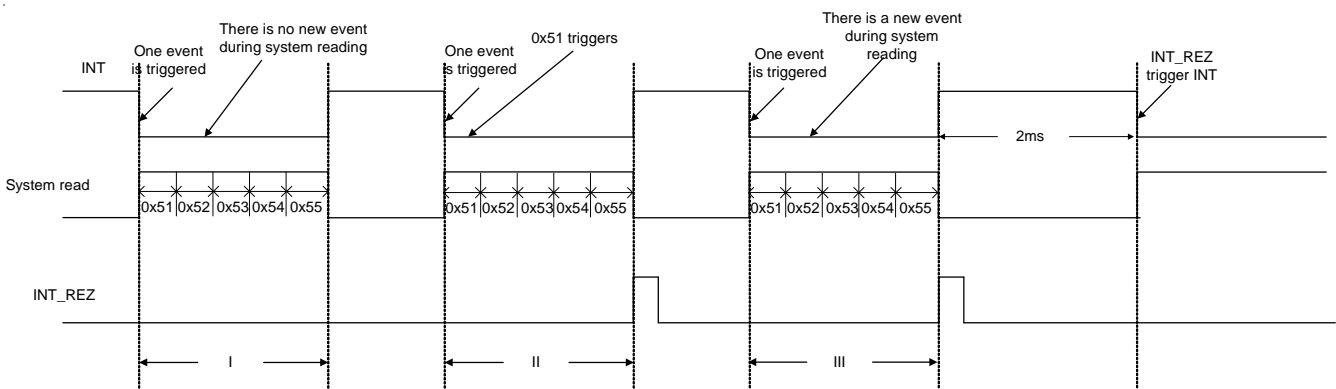 INT
One event
is triggered
There is no new event
during system reading
One event
is triggered
0x51 triggers
One event
is triggered
There is a new event
during system
reading
INT_REZ
trigger INT
2ms
System read
0x51 0x52 0x53 0x54 0x55
0x51 0x52 0x53 0x54 0x55
0x51 0x52 0x53 0x54 0x55
INT_REZ
I
II
III